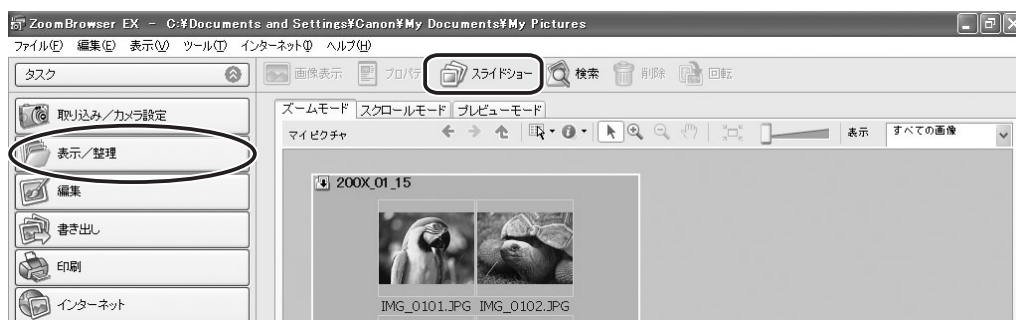 ZoomBrowser EX - C:¥Documents and Settings¥Canon¥My Documents¥My Pictures
ファイル(F) 編集(E) 表示(V) ツール(T) インターネット(I) ヘルプ(H)
タスク
画像表示 プロパティ スライドショー 検索 削除 回転
取り込み/カメラ設定
表示/整理
編集
書き出し
印刷
インターネット
ズームモード スクロールモード プレビューモード
マイ ピクチャ 表示 すべての画像
200X_01_15
IMG_0101.JPG IMG_0102.JPG